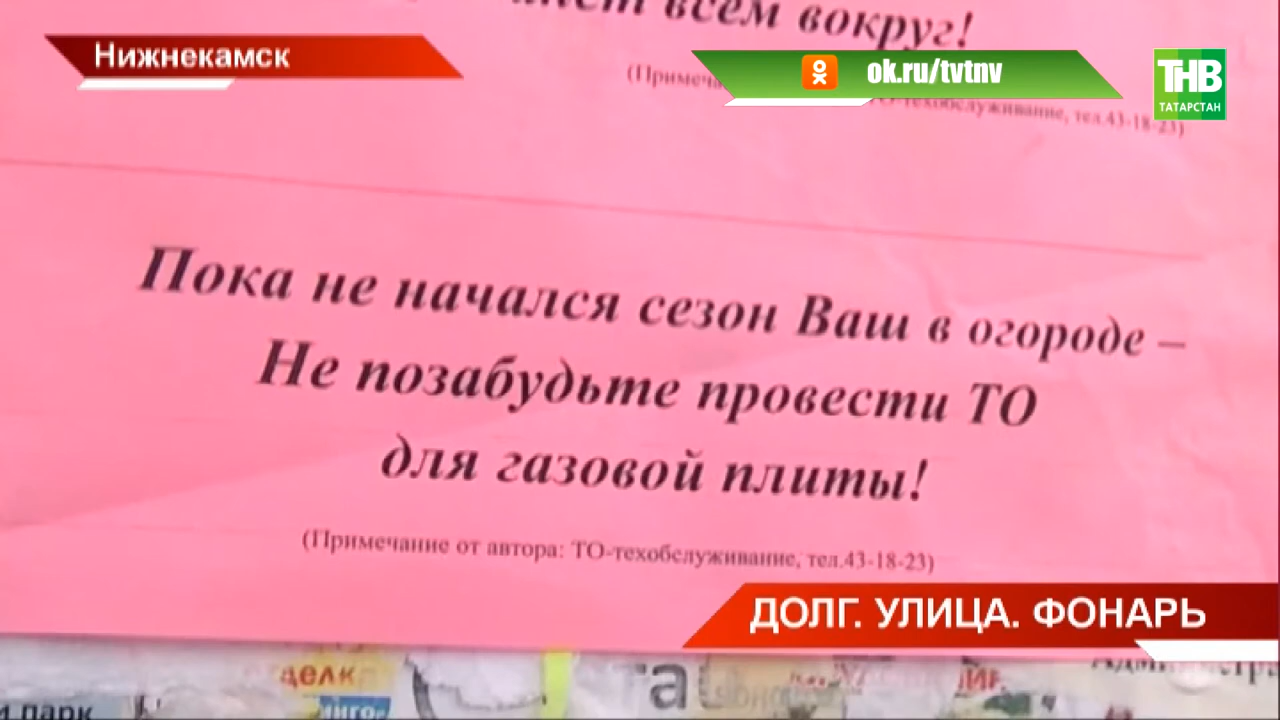 всем вокруг!
Нижнекамск
ok.ru/tvtnv
ТНВ
ТАТАРСТАН
(Примеча ТО-техобслуживание, тел.43-18-23)
Пока не начался сезон Ваш в огороде –
Не позабудьте провести ТО
для газовой плиты!
(Примечание от автора: ТО-техобслуживание, тел.43-18-23)
ДОЛГ. УЛИЦА. ФОНАРЬ
парк